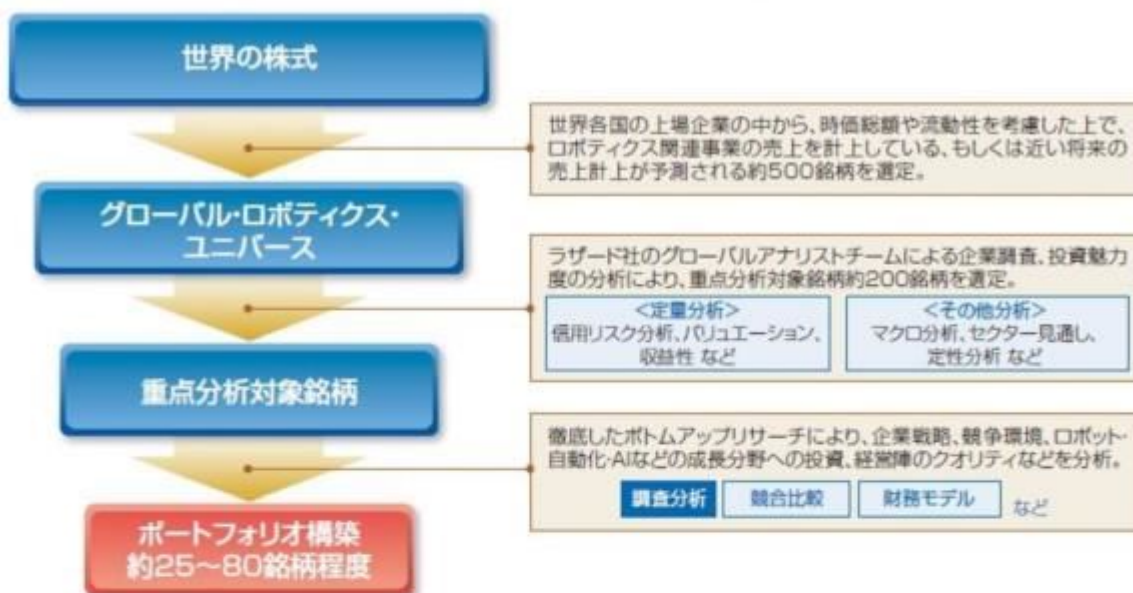 世界の株式
世界各国の上場企業の中から、時価総額や流動性を考慮した上で、
ロボティクス関連事業の売上を計上している、もしくは近い将来の
売上計上が予測される約500銘柄を選定。
グローバル・ロボティクス・
ユニバース
ラザード社のグローバルアナリストチームによる企業調査、投資魅力
度の分析により、重点分析対象銘柄約200銘柄を選定。
<定量分析>
信用リスク分析、バリュエーション、
収益性 など
<その他分析>
マクロ分析、セクター見通し、
定性分析 など
重点分析対象銘柄
徹底したボトムアップリサーチにより、企業戦略、競争環境、ロボット・
自動化・AIなどの成長分野への投資、経営陣のクオリティなどを分析。
調査分析
競合比較
財務モデル
など
ポートフォリオ構築
約25〜80銘柄程度